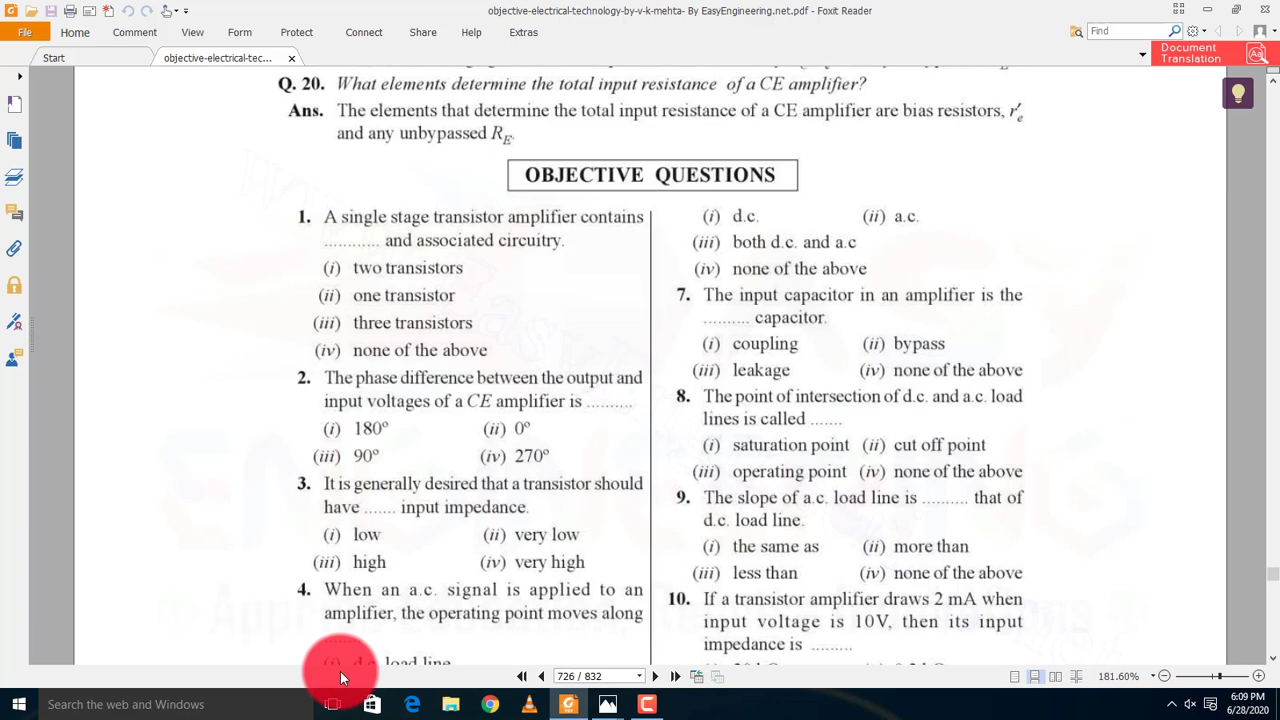 objective-electrical-technology-by-v-k-mehta- By EasyEngineering.net.pdf - Foxit Reader
File Home Comment View Form Protect Connect Share Help Extras
Find
Document
Translation
Start
objective-electrical-tec...
Q. 20. What elements determine the total input resistance of a CE amplifier?
Ans. The elements that determine the total input resistance of a CE amplifier are bias resistors, r′e
and any unbypassed RE.
OBJECTIVE QUESTIONS
1. A single stage transistor amplifier contains
............ and associated circuitry.
(i) two transistors
(ii) one transistor
(iii) three transistors
(iv) none of the above
2. The phase difference between the output and
input voltages of a CE amplifier is ..........
(i) 180º (ii) 0º
(iii) 90º (iv) 270º
3. It is generally desired that a transistor should
have ....... input impedance.
(i) low (ii) very low
(iii) high (iv) very high
4. When an a.c. signal is applied to an
amplifier, the operating point moves along
(i) d.c. load line
(i) d.c. (ii) a.c.
(iii) both d.c. and a.c
(iv) none of the above
7. The input capacitor in an amplifier is the
.......... capacitor.
(i) coupling (ii) bypass
(iii) leakage (iv) none of the above
8. The point of intersection of d.c. and a.c. load
lines is called .......
(i) saturation point (ii) cut off point
(iii) operating point (iv) none of the above
9. The slope of a.c. load line is .......... that of
d.c. load line.
(i) the same as (ii) more than
(iii) less than (iv) none of the above
10. If a transistor amplifier draws 2 mA when
input voltage is 10V, then its input
impedance is .........
726 / 832
181.60%
Search the web and Windows
6:09 PM
6/28/2020